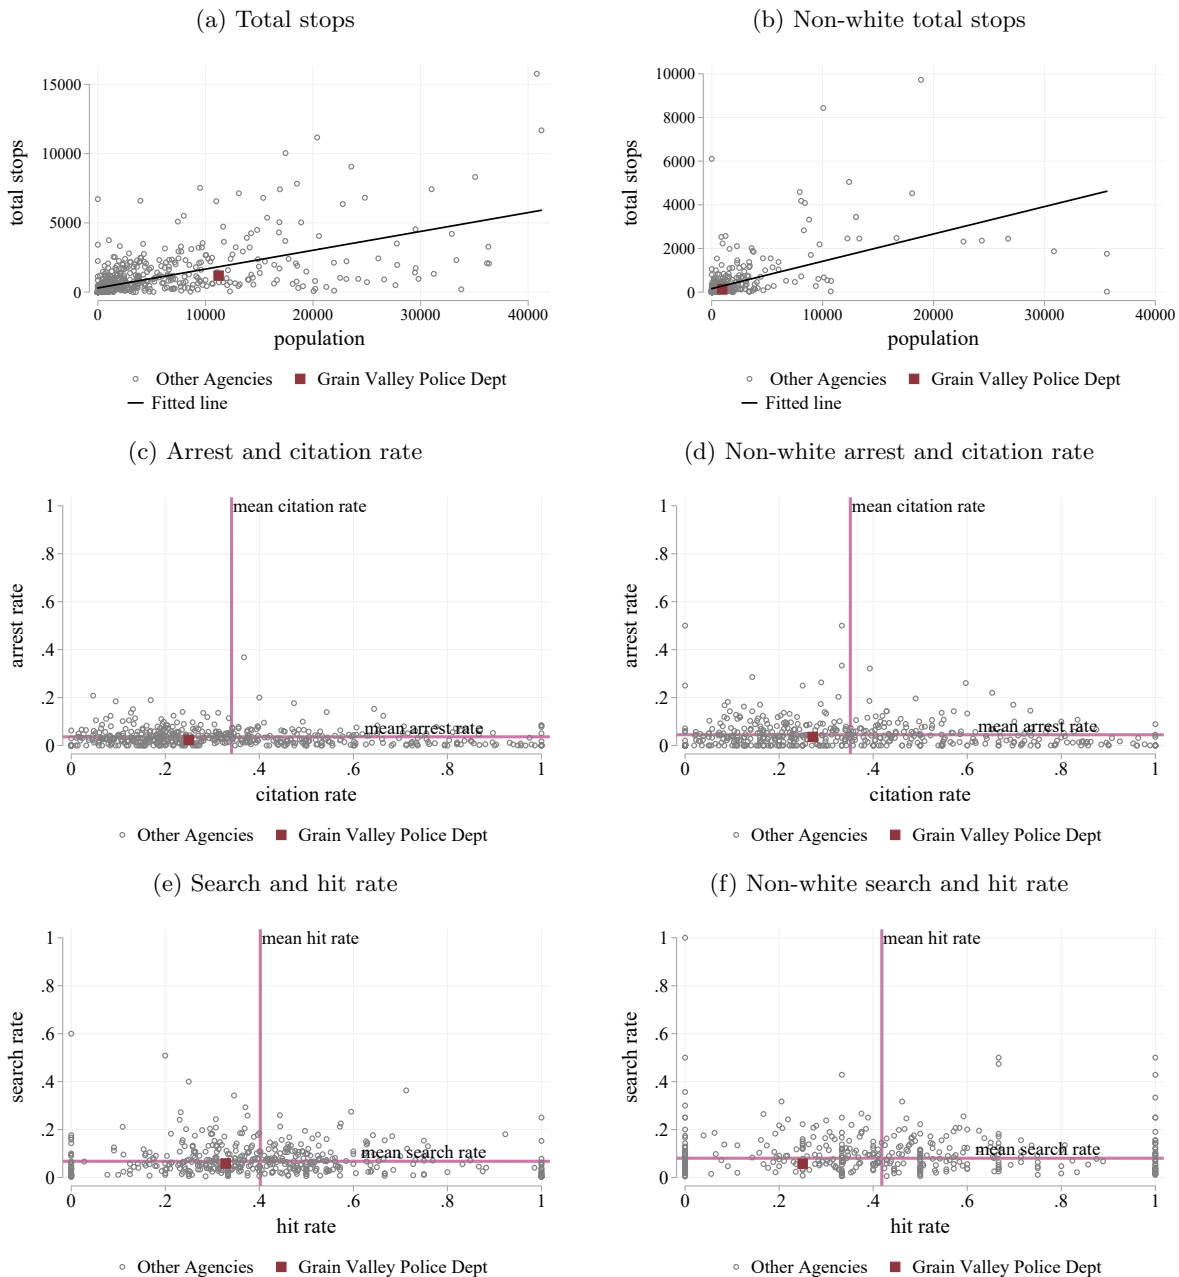 (a) Total stops
15000
10000
5000
0
total stops
0 10000 20000 30000 40000
population
Other Agencies Grain Valley Police Dept
Fitted line
(b) Non-white total stops
10000
8000
6000
4000
2000
0
total stops
0 10000 20000 30000 40000
population
Other Agencies Grain Valley Police Dept
Fitted line
(c) Arrest and citation rate
1
.8
.6
.4
.2
0
arrest rate
mean citation rate
mean arrest rate
0 .2 .4 .6 .8 1
citation rate
Other Agencies Grain Valley Police Dept
(d) Non-white arrest and citation rate
1
.8
.6
.4
.2
0
arrest rate
mean citation rate
mean arrest rate
0 .2 .4 .6 .8 1
citation rate
Other Agencies Grain Valley Police Dept
(e) Search and hit rate
1
.8
.6
.4
.2
0
search rate
mean hit rate
mean search rate
0 .2 .4 .6 .8 1
hit rate
Other Agencies Grain Valley Police Dept
(f) Non-white search and hit rate
1
.8
.6
.4
.2
0
search rate
mean hit rate
mean search rate
0 .2 .4 .6 .8 1
hit rate
Other Agencies Grain Valley Police Dept